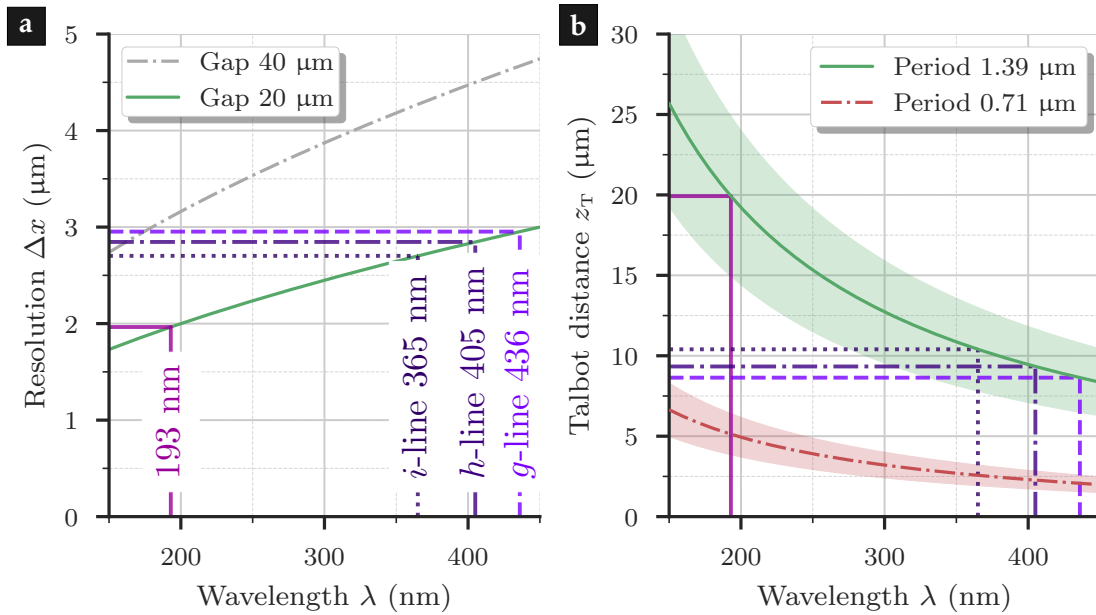 a
Resolution Δx (μm)
5
4
3
2
1
0
Gap 40 μm
Gap 20 μm
193 nm
i-line 365 nm
h-line 405 nm
g-line 436 nm
200
300
400
Wavelength λ (nm)
b
Talbot distance z_T (μm)
30
25
20
15
10
5
0
Period 1.39 μm
Period 0.71 μm
200
300
400
Wavelength λ (nm)